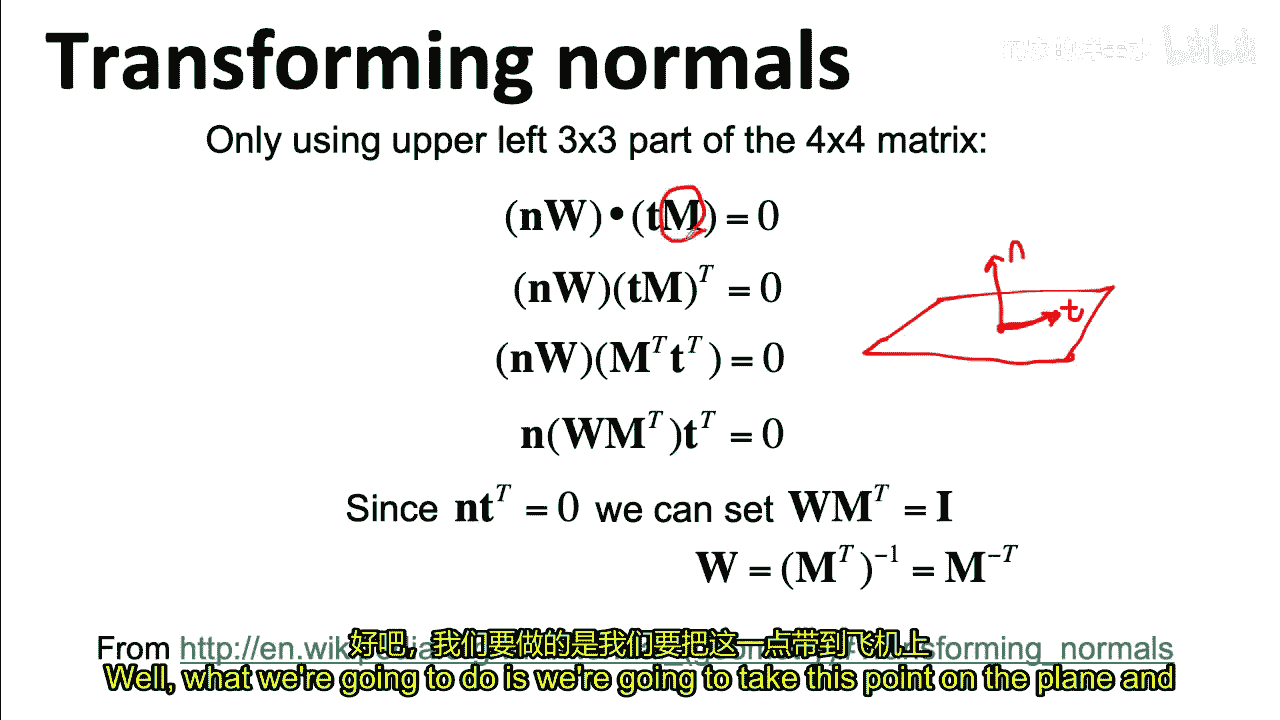 Transforming normals
Only using upper left 3x3 part of the 4x4 matrix:
(nW)•(tM) = 0
(nW)(tM)^T = 0
(nW)(M^T t^T) = 0
n(WM^T)t^T = 0
Since nt^T = 0 we can set WM^T = I
W = (M^T)^-1 = M^-T
n
t
From http://en.wik
sforming_normals
好吧，我们要做的是我们要把这一点带到飞机上
Well, what we're going to do is we're going to take this point on the plane and